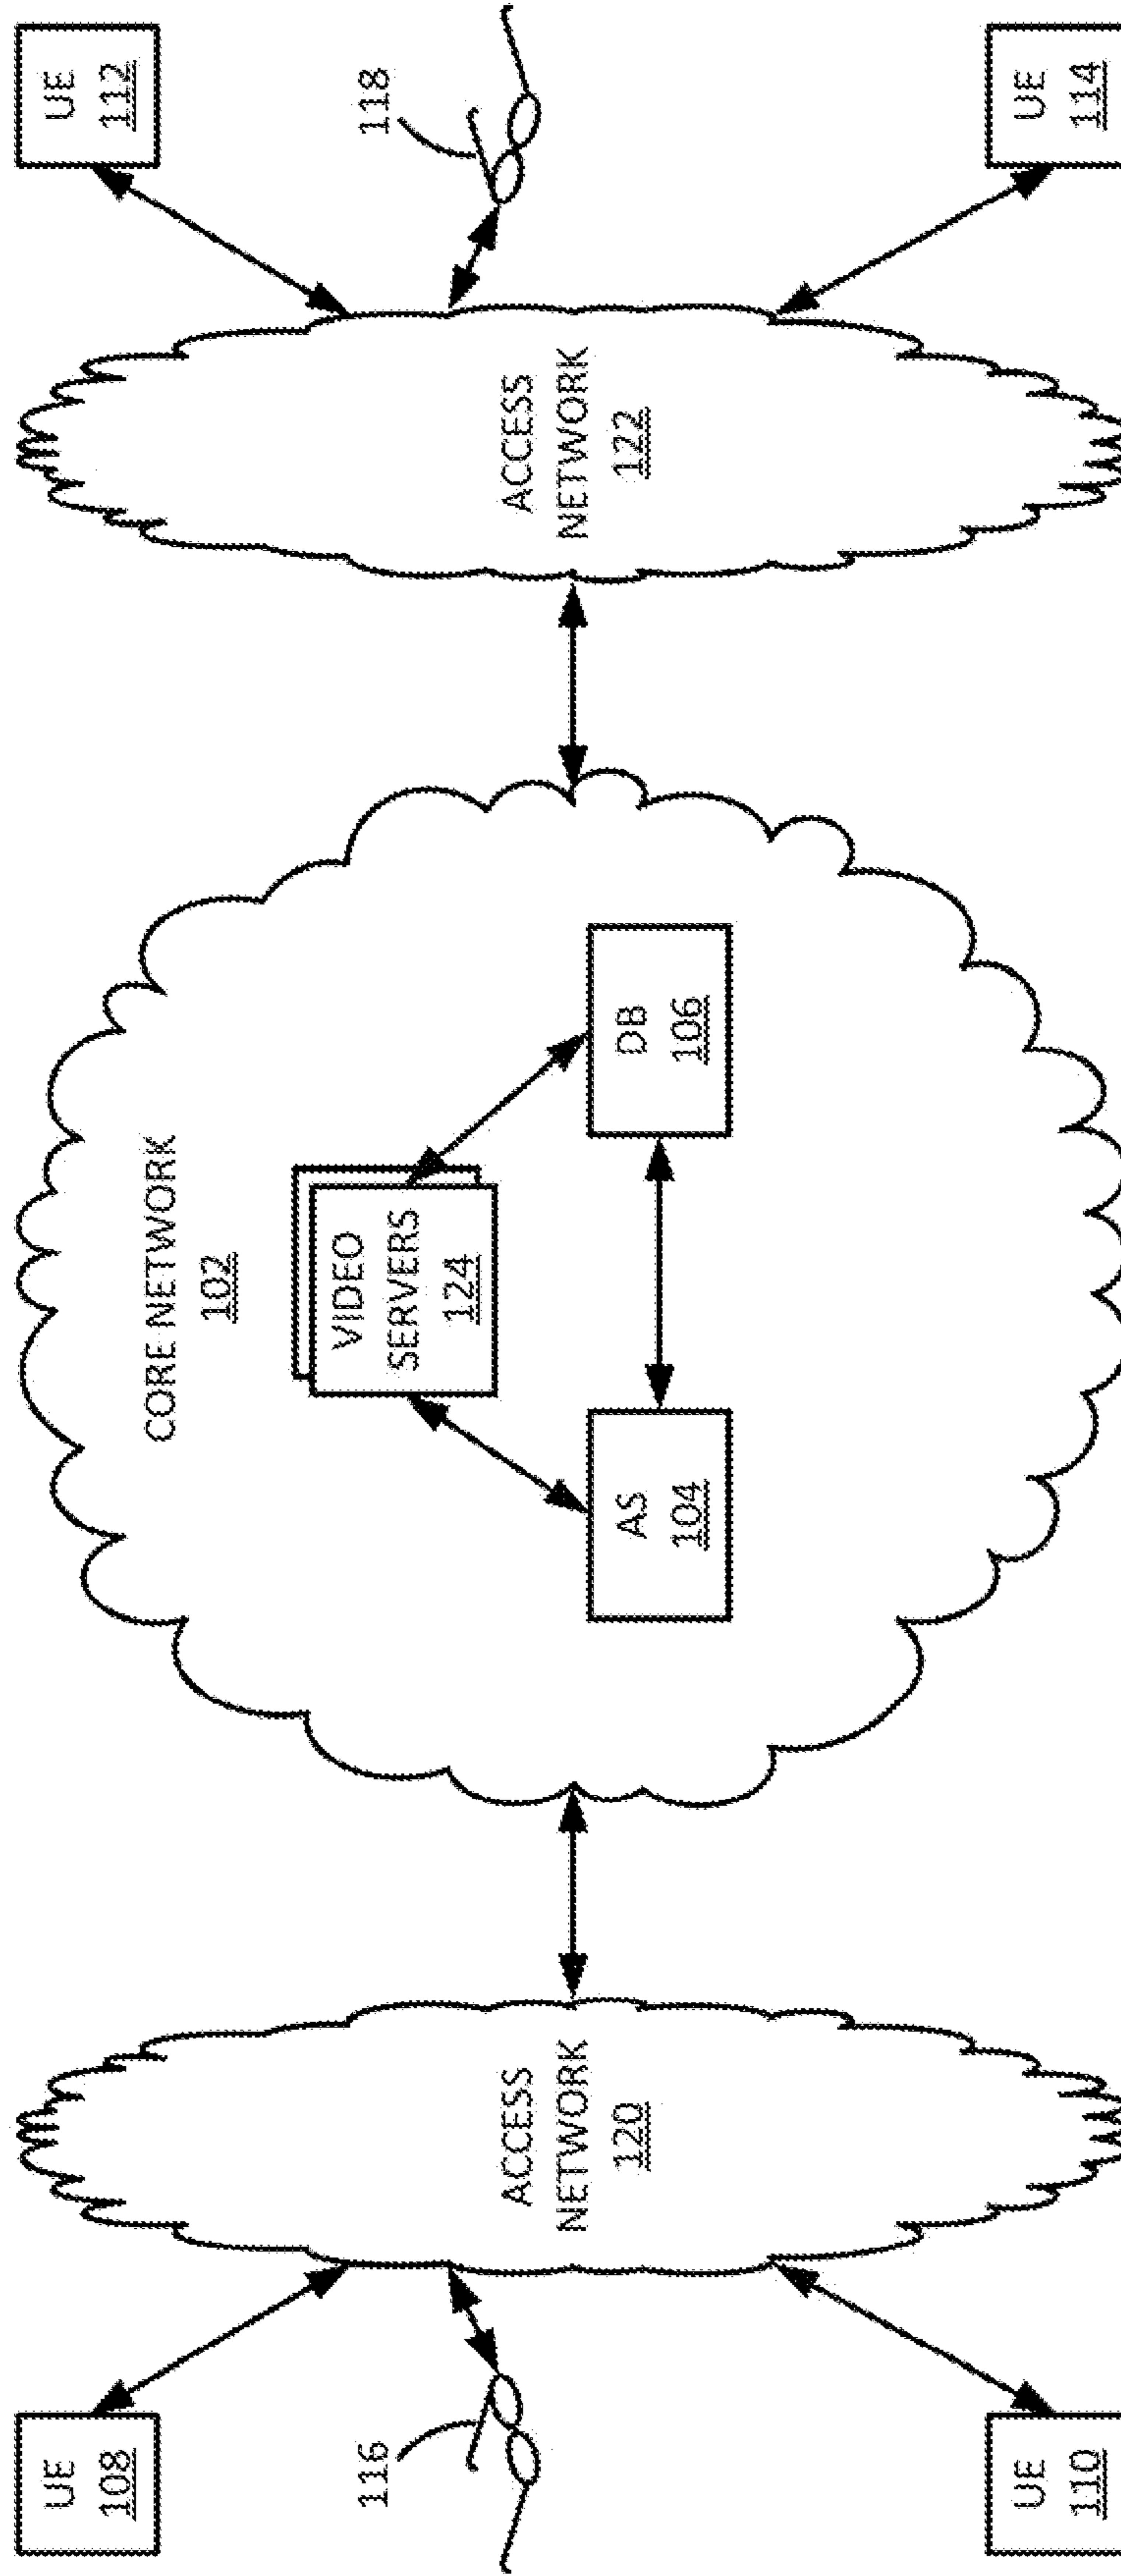 CORE NETWORK
102
UE
108
116
UE
110
ACCESS
NETWORK
120
VIDEO
SERVERS
124
AS
104
DB
106
ACCESS
NETWORK
122
UE
112
118
UE
114